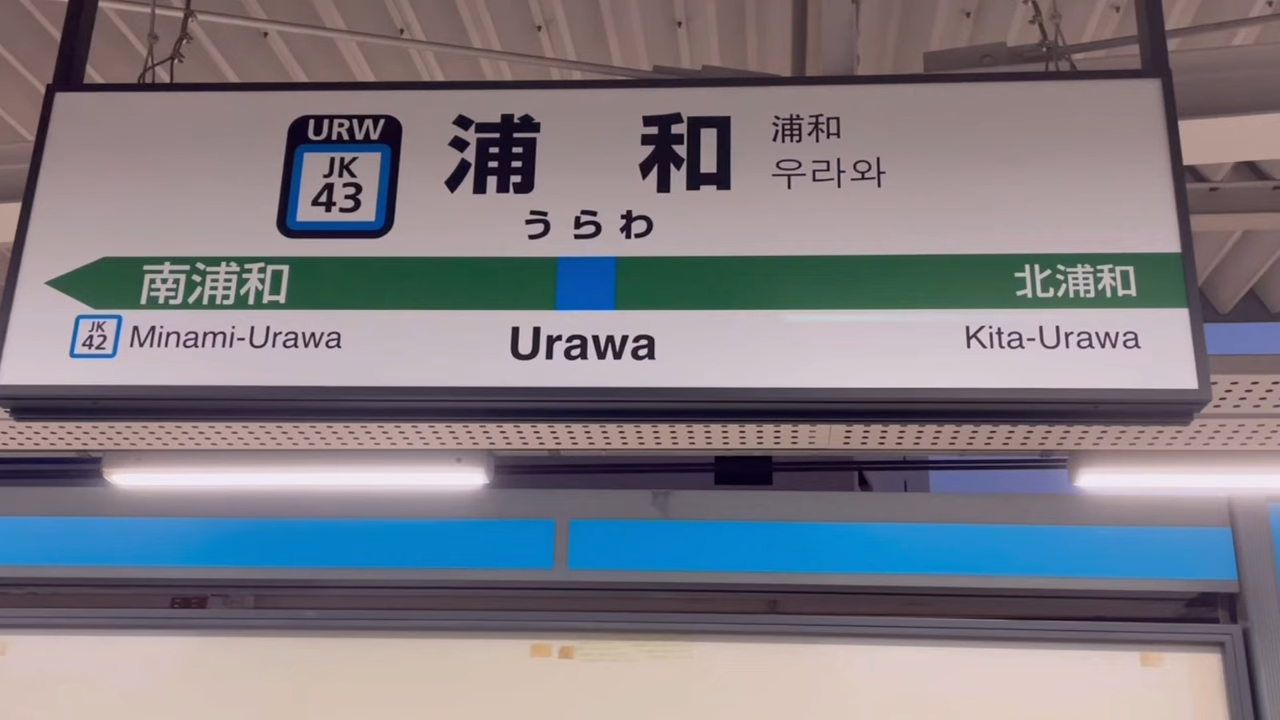 URW
JK
43
浦 和
浦和
우라와
うらわ
南浦和
北浦和
JK
42
Minami-Urawa
Urawa
Kita-Urawa